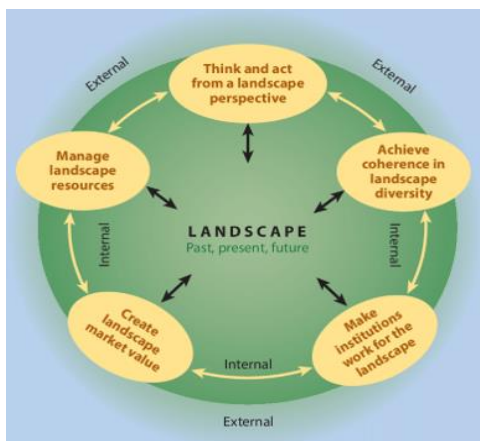 External
External
Think and act
from a landscape
perspective
Manage
landscape
resources
Achieve
coherence in
landscape
diversity
LANDSCAPE
Past, present, future
Internal
Internal
Create
landscape
market value
Make
institutions
work for the
landscape
Internal
External